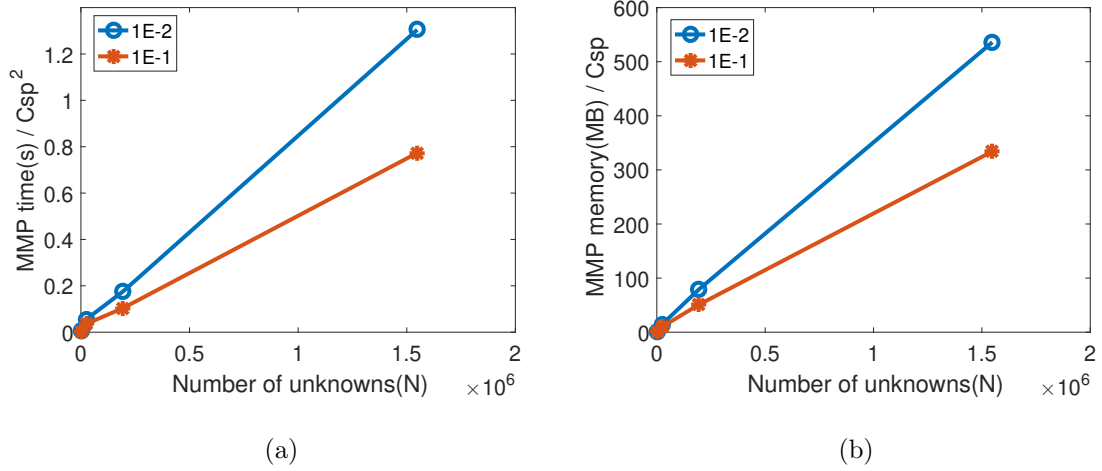 MMP time(s) / Csp²
1.2
1
0.8
0.6
0.4
0.2
0
1E-2
1E-1
0
0.5
1
1.5
2
Number of unknowns(N)
×10⁶
(a)
MMP memory(MB) / Csp
600
500
400
300
200
100
0
1E-2
1E-1
0
0.5
1
1.5
2
Number of unknowns(N)
×10⁶
(b)